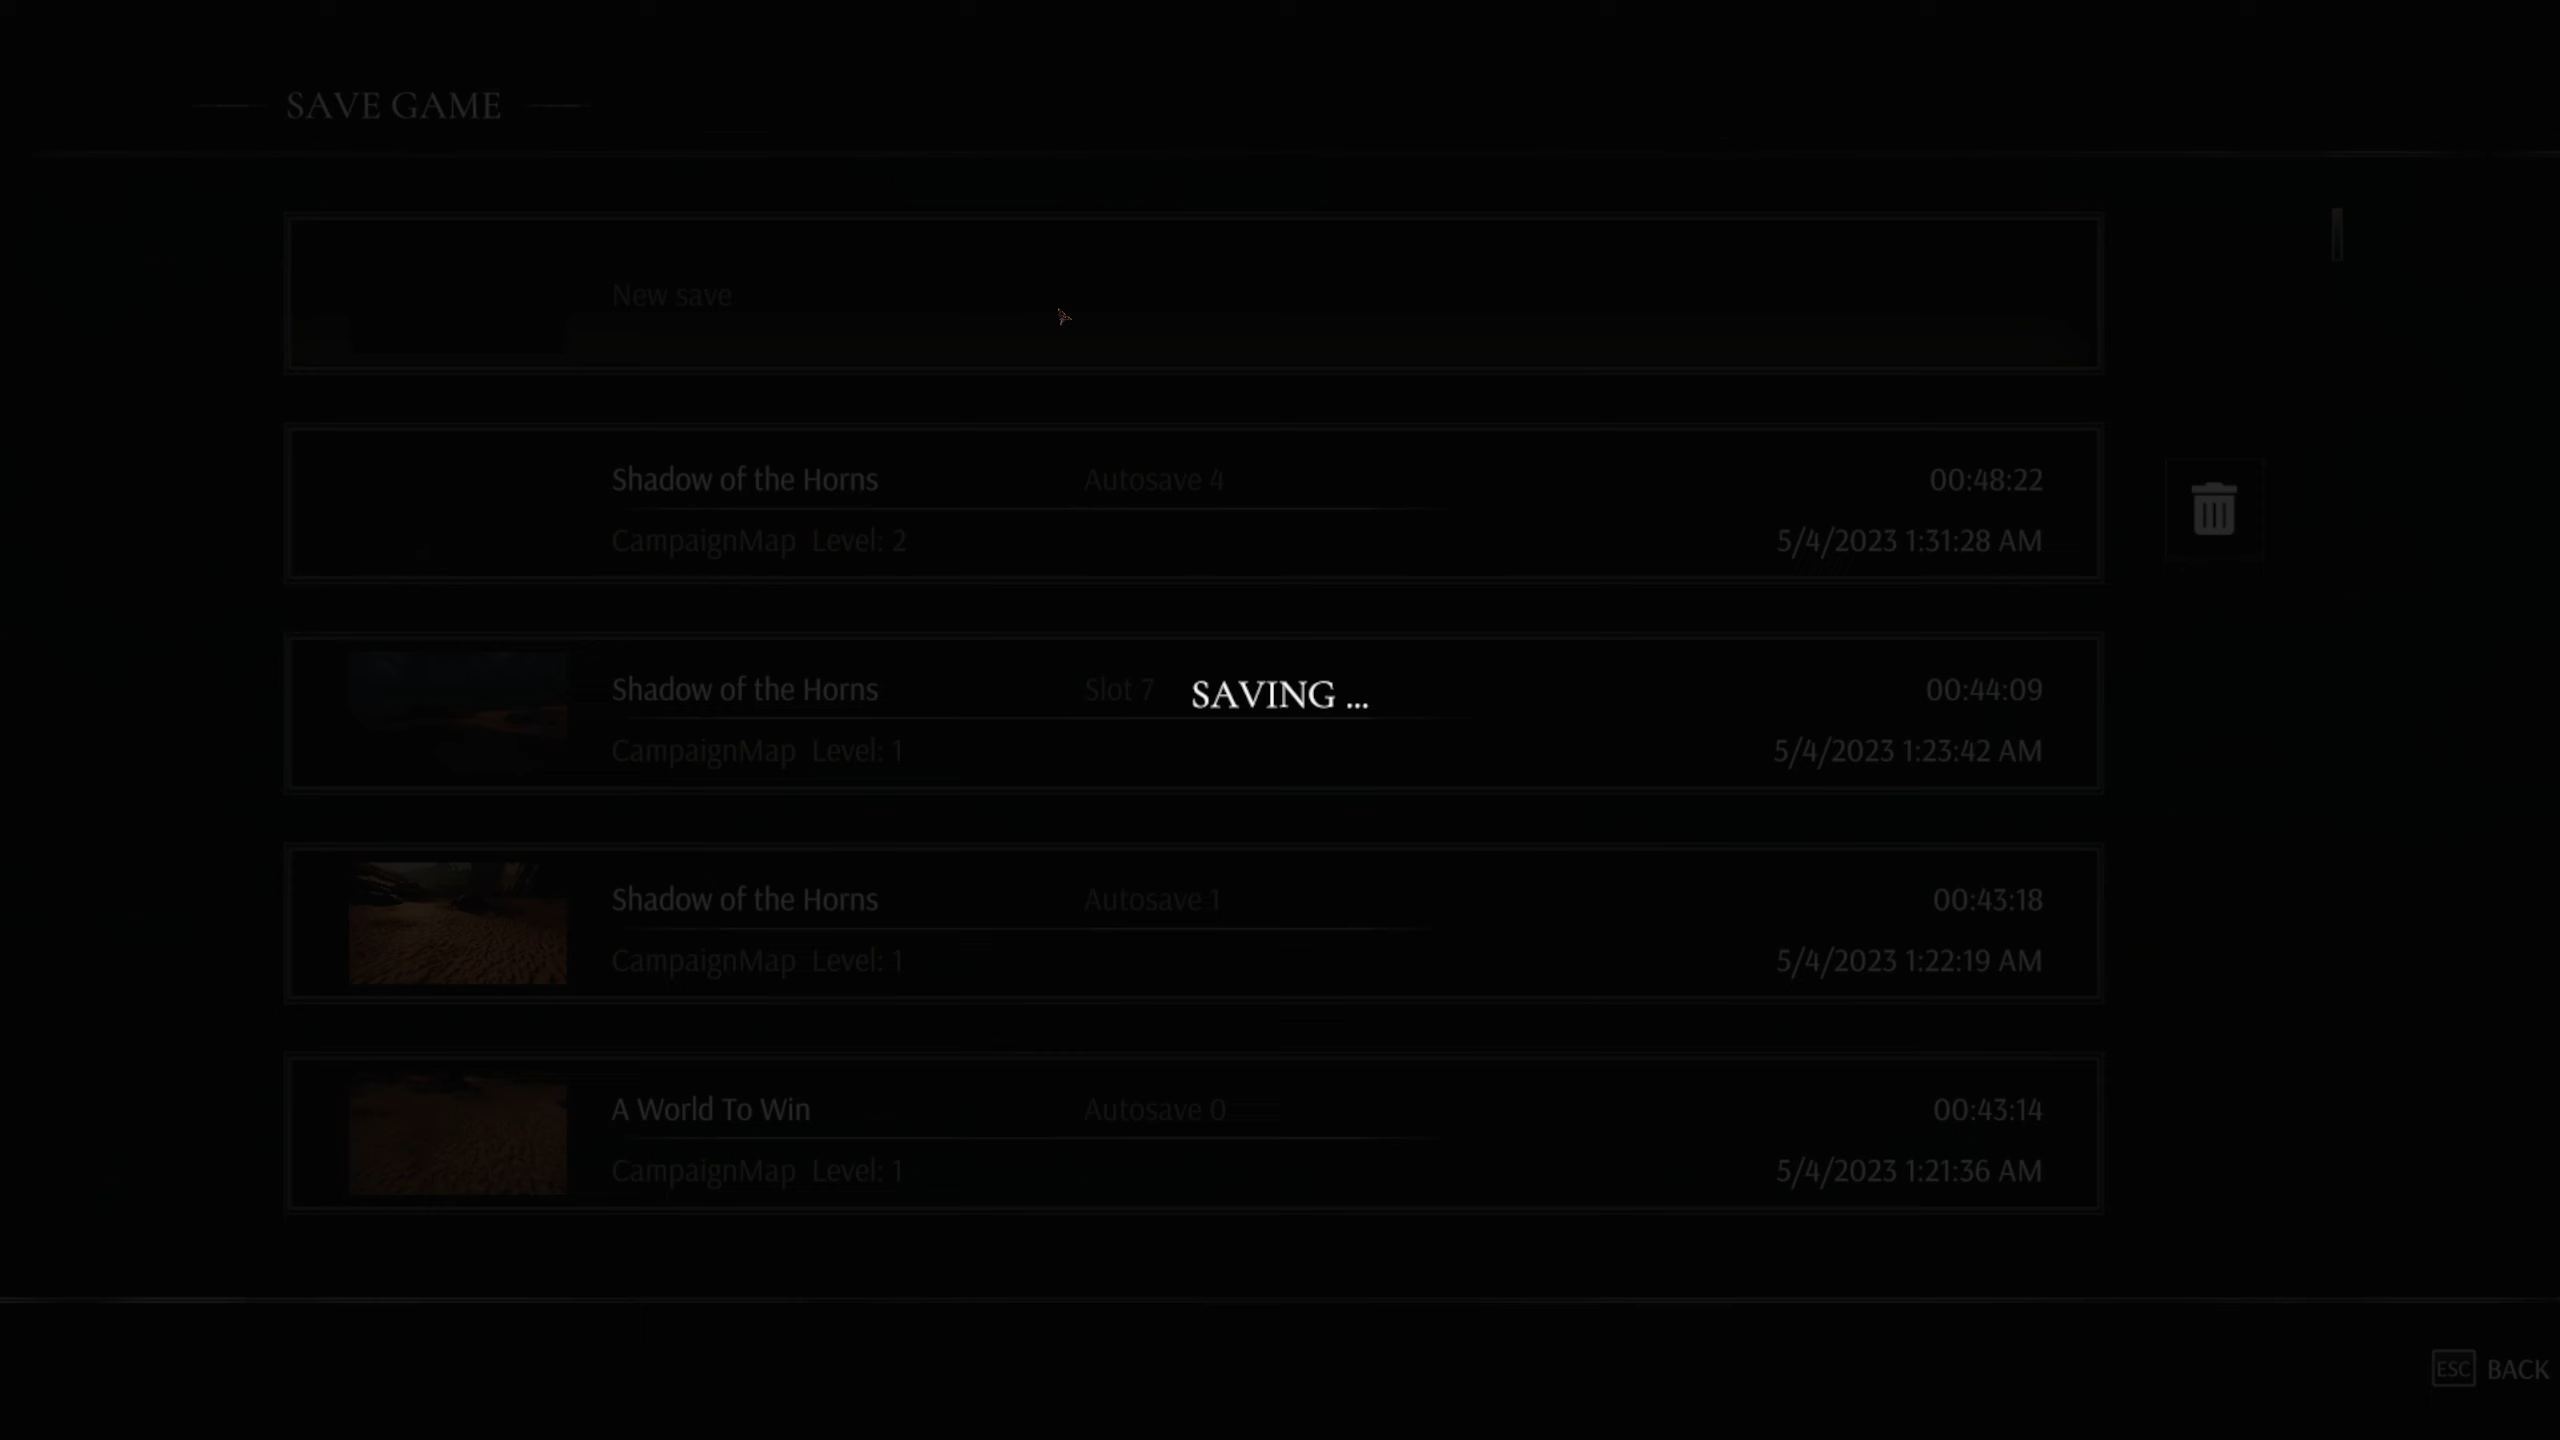 SAVE GAME
New save
Shadow of the Horns Autosave 4 00:48:22
CampaignMap Level: 2 5/4/2023 1:31:28 AM
Shadow of the Horns Slot 7 00:44:09
SAVING ...
CampaignMap Level: 1 5/4/2023 1:23:42 AM
Shadow of the Horns Autosave 1 00:43:18
CampaignMap Level: 1 5/4/2023 1:22:19 AM
A World To Win Autosave 0 00:43:14
CampaignMap Level: 1 5/4/2023 1:21:36 AM
ESC BACK